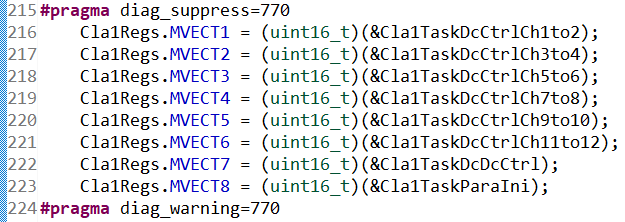 215 #pragma diag_suppress=770
216     Cla1Regs.MVECT1 = (uint16_t)(&Cla1TaskDcCtrlCh1to2);
217     Cla1Regs.MVECT2 = (uint16_t)(&Cla1TaskDcCtrlCh3to4);
218     Cla1Regs.MVECT3 = (uint16_t)(&Cla1TaskDcCtrlCh5to6);
219     Cla1Regs.MVECT4 = (uint16_t)(&Cla1TaskDcCtrlCh7to8);
220     Cla1Regs.MVECT5 = (uint16_t)(&Cla1TaskDcCtrlCh9to10);
221     Cla1Regs.MVECT6 = (uint16_t)(&Cla1TaskDcCtrlCh11to12);
222     Cla1Regs.MVECT7 = (uint16_t)(&Cla1TaskDcDcCtrl);
223     Cla1Regs.MVECT8 = (uint16_t)(&Cla1TaskParaIni);
224 #pragma diag_warning=770